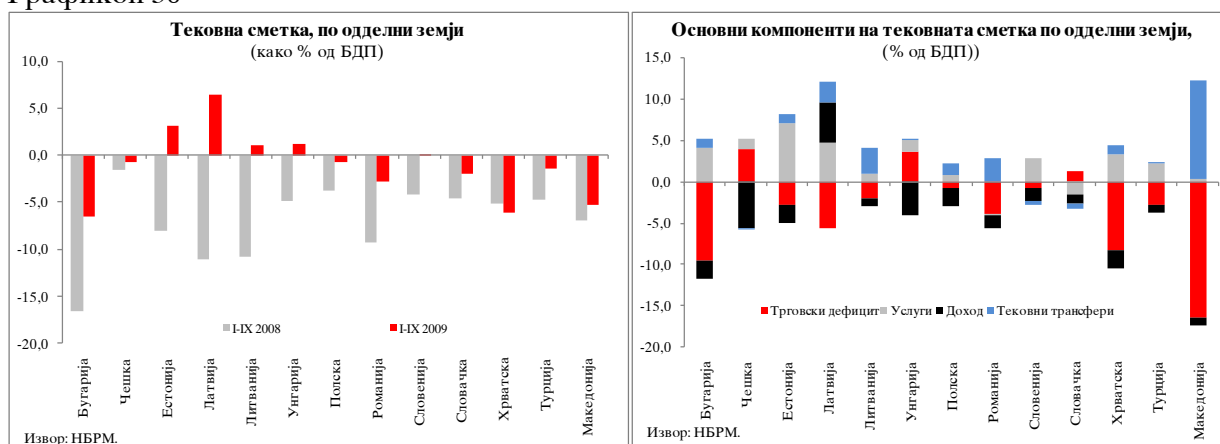 Тековна сметка, по одделни земји
(како % од БДП)
10,0
5,0
0,0
-5,0
-10,0
-15,0
-20,0
I-IX 2008 I-IX 2009
Бугарија Чешка Естонија Латвија Литванија Унгарија Полска Романија Словенија Словачка Хрватска Турција Македонија
Извор: НБРМ.
Основни компоненти на тековната сметка по одделни земји,
(% од БДП))
15,0
10,0
5,0
0,0
-5,0
-10,0
-15,0
-20,0
Трговски дефицит Услуги Доход Тековни трансфери
Бугарија Чешка Естонија Латвија Литванија Унгарија Полска Романија Словенија Словачка Хрватска Турција Македонија
Извор: НБРМ.